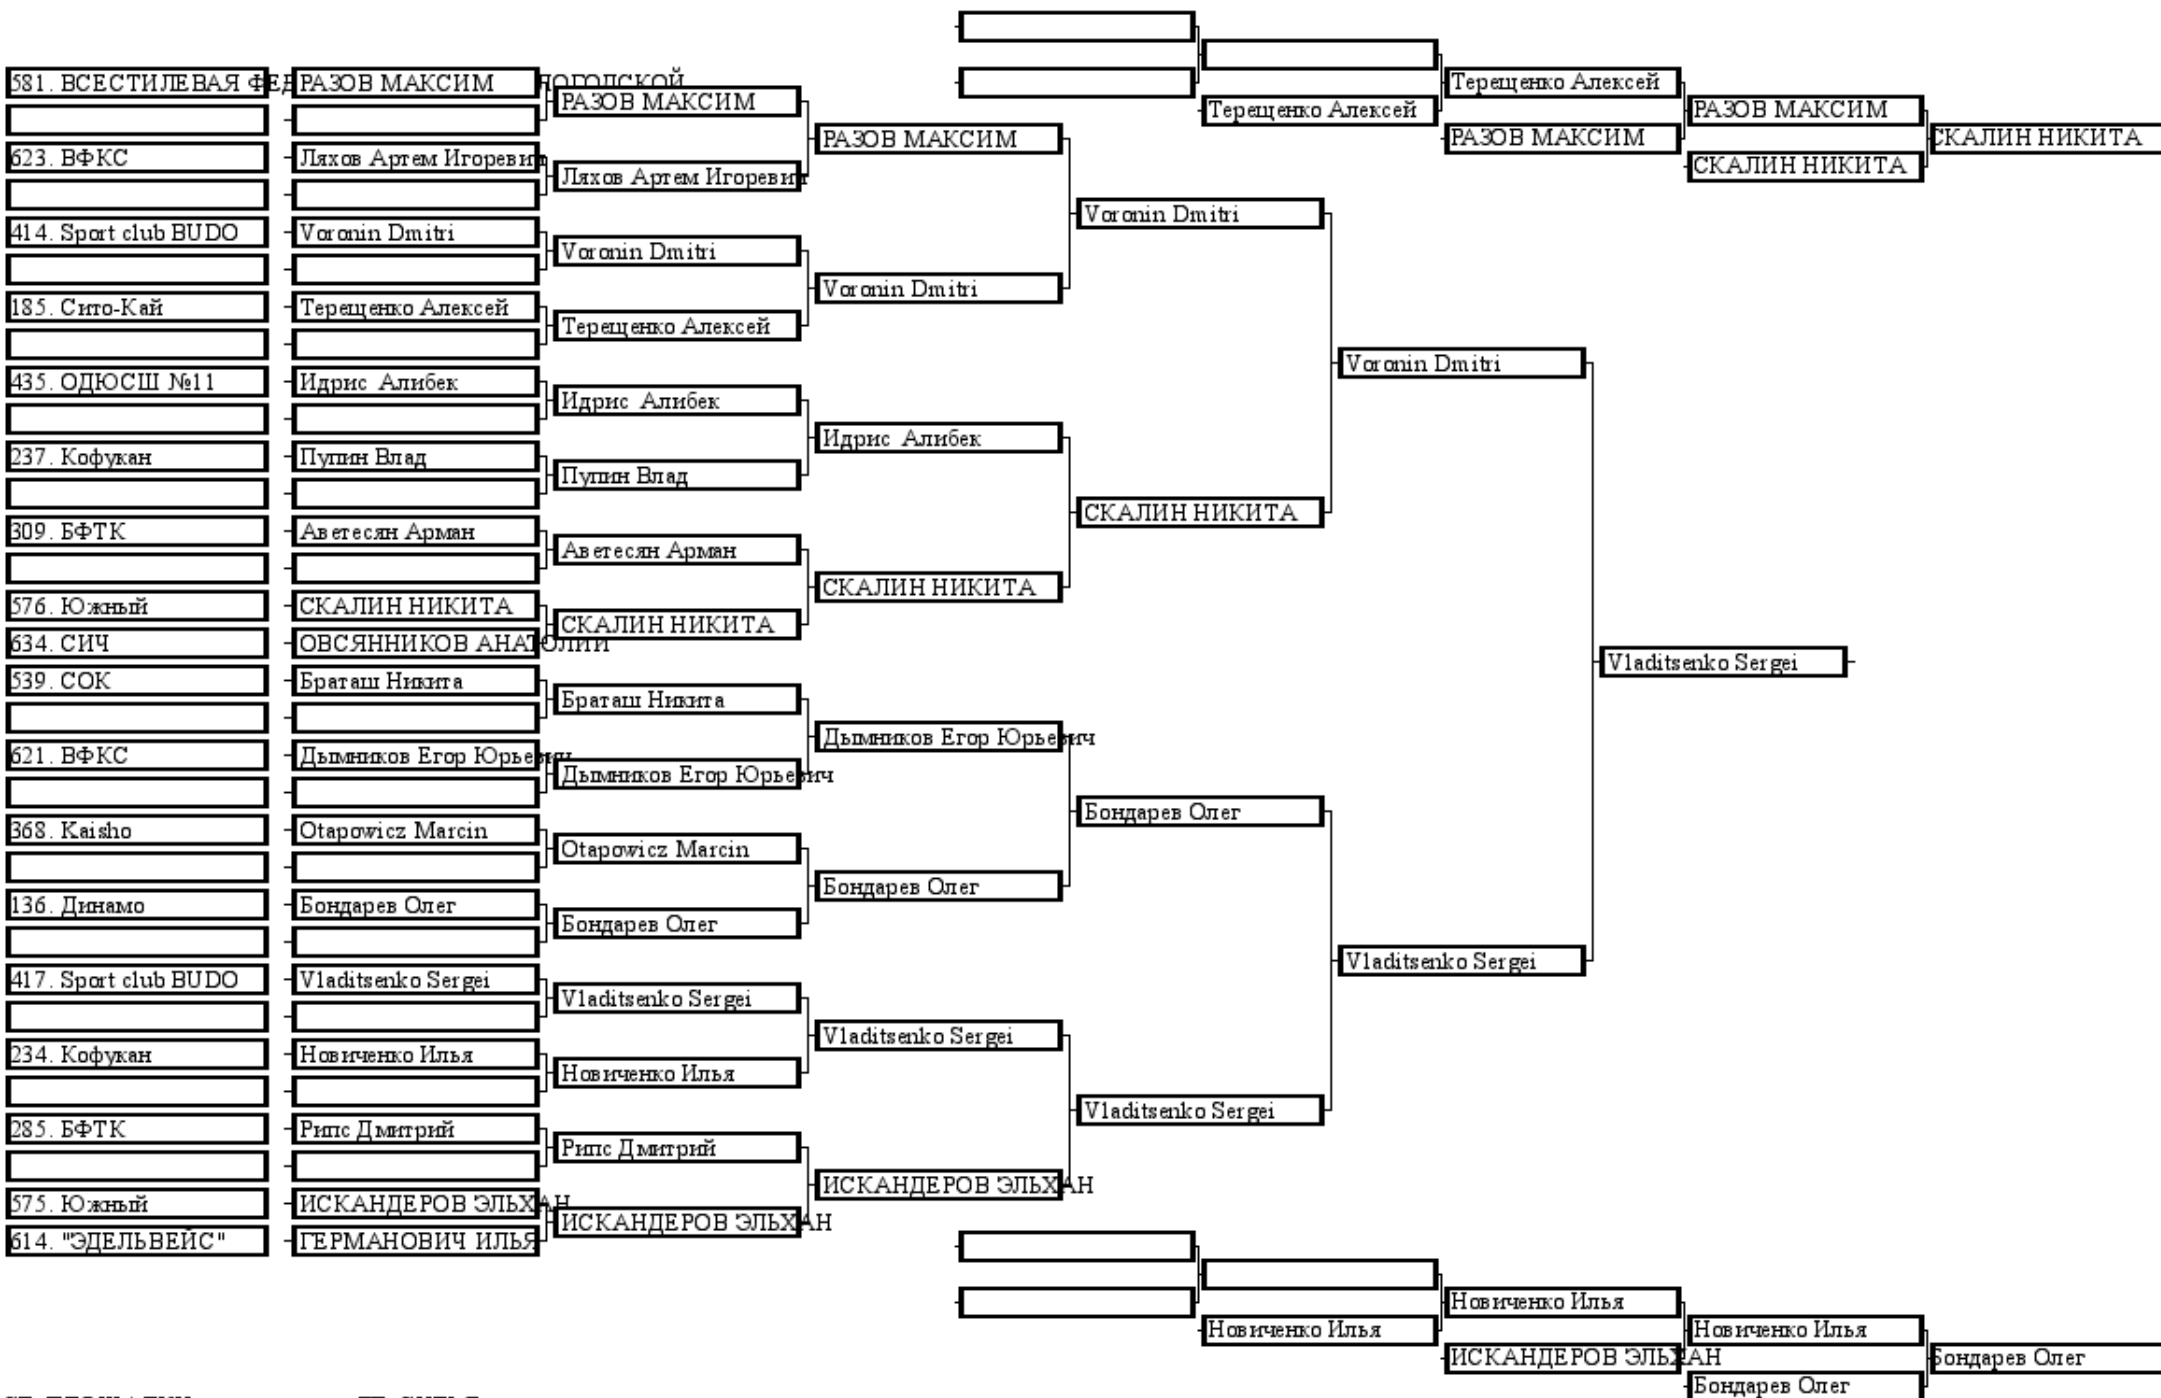 581. ВСЕСТИЛЕВАЯ РАЗОВ МАКСИМ
РАЗОВ МАКСИМ
623. ВФКС Ляхов Артем Игоревич
Ляхов Артем Игоревич
РАЗОВ МАКСИМ
414. Sport club BUDO Voronin Dmitri
Voronin Dmitri
185. Сито-Кай Терещенко Алексей
Терещенко Алексей
Voronin Dmitri
Voronin Dmitri
435. ОДЮСШ №11 Идрис Алибек
Идрис Алибек
237. Кофукан Пупин Влад
Пупин Влад
Идрис Алибек
309. БФТК Аветесян Арман
Аветесян Арман
576. Южный СКАЛИН НИКИТА
634. СИЧ ОВСЯННИКОВ АНАТОЛИЙ
СКАЛИН НИКИТА
СКАЛИН НИКИТА
СКАЛИН НИКИТА
Voronin Dmitri
539. СОК Браташ Никита
Браташ Никита
621. ВФКС Дымников Егор Юрьевич
Дымников Егор Юрьевич
Дымников Егор Юрьевич
368. Kaisho Otapowicz Marcin
Otapowicz Marcin
136. Динамо Бондарев Олег
Бондарев Олег
Бондарев Олег
Бондарев Олег
417. Sport club BUDO Vladitsenko Sergei
Vladitsenko Sergei
234. Кофукан Новиченко Илья
Новиченко Илья
Vladitsenko Sergei
285. БФТК Рипс Дмитрий
Рипс Дмитрий
575. Южный ИСКАНДЕРОВ ЭЛЬХАН
614. "ЭДЕЛЬВЕЙС" ГЕРМАНОВИЧ ИЛЬЯ
ИСКАНДЕРОВ ЭЛЬХАН
ИСКАНДЕРОВ ЭЛЬХАН
Vladitsenko Sergei
Vladitsenko Sergei
Vladitsenko Sergei
Терещенко Алексей
Терещенко Алексей
РАЗОВ МАКСИМ
РАЗОВ МАКСИМ
СКАЛИН НИКИТА
СКАЛИН НИКИТА
Новиченко Илья
Новиченко Илья
ИСКАНДЕРОВ ЭЛЬХАН
Новиченко Илья
Бондарев Олег
Бондарев Олег